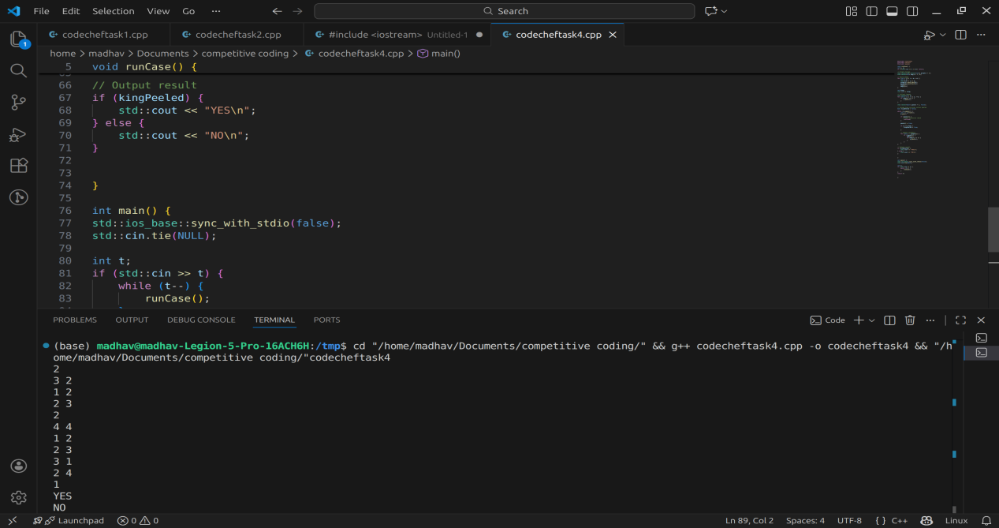 File Edit Selection View Go ··· Search
codecheftask1.cpp codecheftask2.cpp #include <iostream> Untitled-1 codecheftask4.cpp
home > madhav > Documents > competitive coding > codecheftask4.cpp > main()
5 void runCase() {
66 // Output result
67 if (kingPeeled) {
68 std::cout << "YES\n";
69 } else {
70 std::cout << "NO\n";
71 }
72
73
74 }
75
76 int main() {
77 std::ios_base::sync_with_stdio(false);
78 std::cin.tie(NULL);
79
80 int t;
81 if (std::cin >> t) {
82 while (t--) {
83 runCase();
PROBLEMS OUTPUT DEBUG CONSOLE TERMINAL PORTS Code
(base) madhav@madhav-Legion-5-Pro-16ACH6H:/tmp$ cd "/home/madhav/Documents/competitive coding/" && g++ codecheftask4.cpp -o codecheftask4 && "/h
ome/madhav/Documents/competitive coding/"codecheftask4
2
3 2
1 2
2 3
2
4 4
1 2
2 3
3 1
2 4
1
YES
NO
1
Launchpad 0 0 Ln 89, Col 2 Spaces: 4 UTF-8 {} C++ Linux